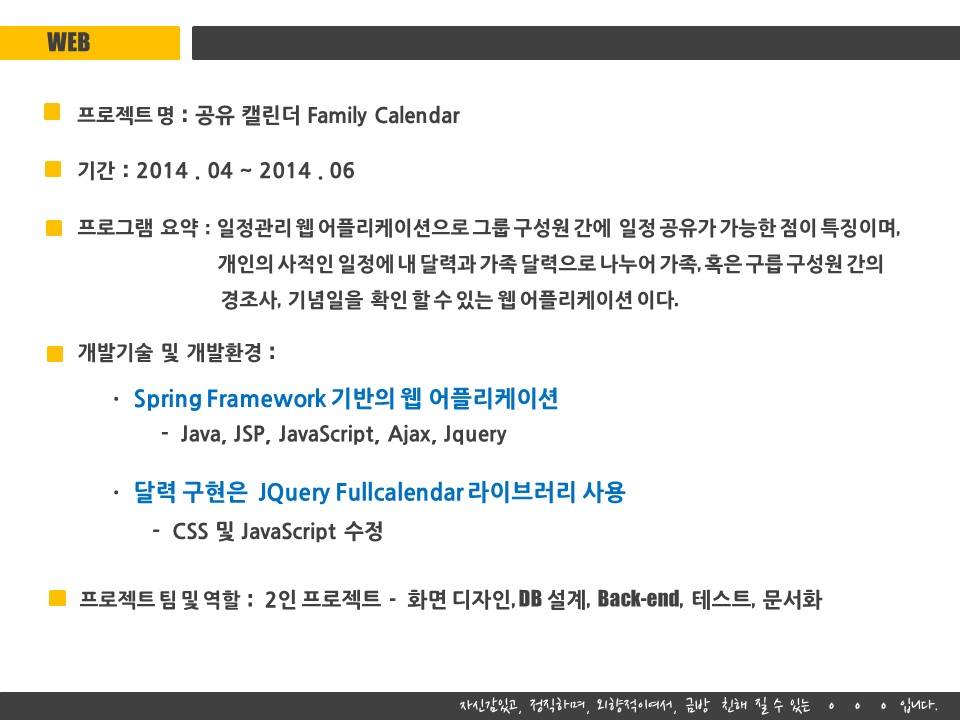 WEB
프로젝트 명 : 공유 캘린더 Family Calendar
기간 : 2014 . 04 ~ 2014 . 06
프로그램 요약 : 일정관리 웹 어플리케이션으로 그룹 구성원 간에 일정 공유가 가능한 점이 특징이며,
개인의 사적인 일정에 내 달력과 가족 달력으로 나누어 가족, 혹은 구룹 구성원 간의
경조사, 기념일을 확인 할 수 있는 웹 어플리케이션 이다.
개발기술 및 개발환경 :
· Spring Framework 기반의 웹 어플리케이션
- Java, JSP, JavaScript, Ajax, Jquery
· 달력 구현은 JQuery Fullcalendar 라이브러리 사용
- CSS 및 JavaScript 수정
프로젝트 팀 및 역할 : 2인 프로젝트 - 화면 디자인, DB 설계, Back-end, 테스트, 문서화
자신감있고, 정직하며, 외향적이여서, 금방 친해 질 수 있는 ㅇ ㅇ ㅇ 입니다.